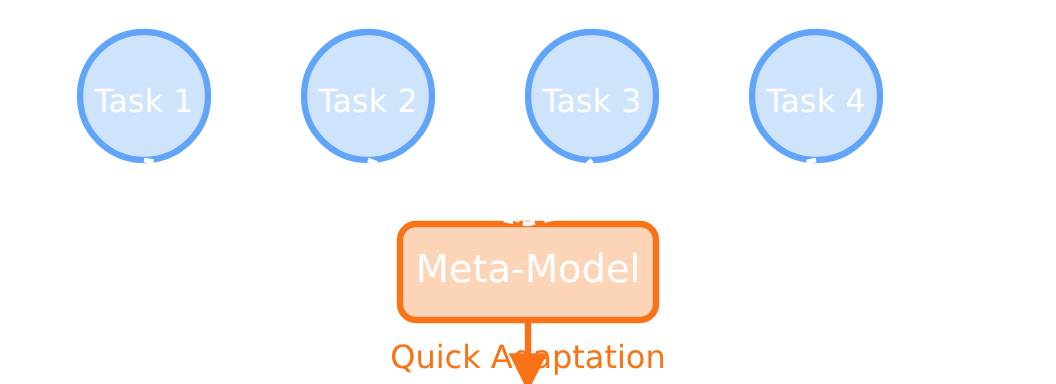 Task 1 Task 2 Task 3 Task 4
Meta-Model
Quick Adaptation